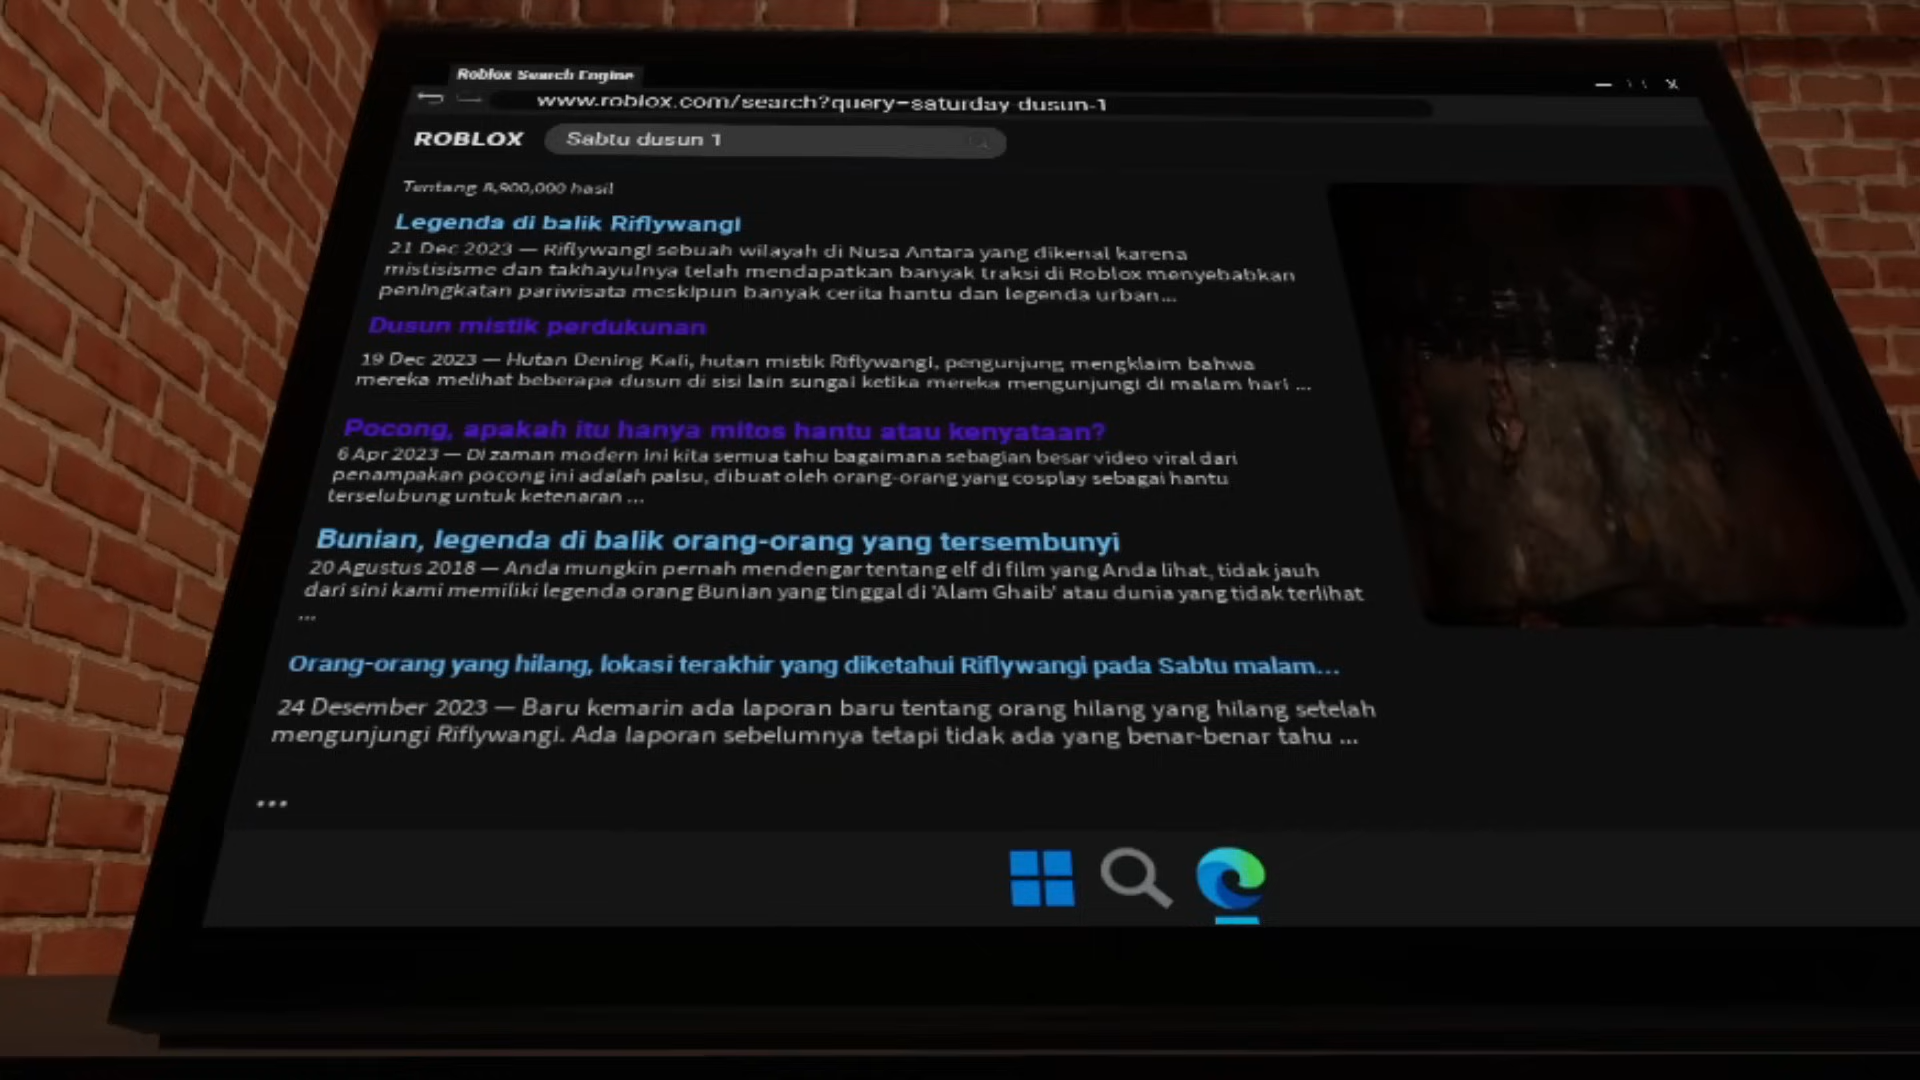 Roblox Search Engine
www.roblox.com/search?query=saturday-dusun-1
ROBLOX
Sabtu dusun 1
Tentang 8,900,000 hasil
Legenda di balik Riflywangi
21 Dec 2023 — Riflywangi sebuah wilayah di Nusa Antara yang dikenal karena
mistisisme dan takhayulnya telah mendapatkan banyak traksi di Roblox menyebabkan
peningkatan pariwisata meskipun banyak cerita hantu dan legenda urban...
Dusun mistik perdukunan
19 Dec 2023 — Hutan Dening Kali, hutan mistik Riflywangi, pengunjung mengklaim bahwa
mereka melihat beberapa dusun di sisi lain sungai ketika mereka mengunjungi di malam hari ...
Pocong, apakah itu hanya mitos hantu atau kenyataan?
6 Apr 2023 — Di zaman modern ini kita semua tahu bagaimana sebagian besar video viral dari
penampakan pocong ini adalah palsu, dibuat oleh orang-orang yang cosplay sebagai hantu
terselubung untuk ketenaran ...
Bunian, legenda di balik orang-orang yang tersembunyi
20 Agustus 2018 — Anda mungkin pernah mendengar tentang elf di film yang Anda lihat, tidak jauh
dari sini kami memiliki legenda orang Bunian yang tinggal di 'Alam Ghaib' atau dunia yang tidak terlihat
...
Orang-orang yang hilang, lokasi terakhir yang diketahui Riflywangi pada Sabtu malam...
24 Desember 2023 — Baru kemarin ada laporan baru tentang orang hilang yang hilang setelah
mengunjungi Riflywangi. Ada laporan sebelumnya tetapi tidak ada yang benar-benar tahu ...
...